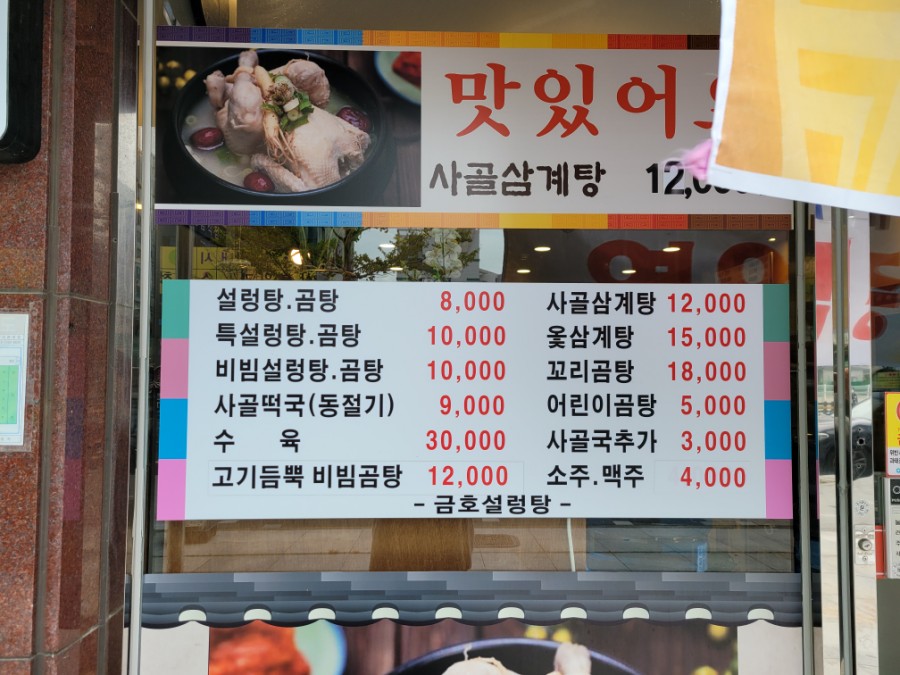 맛있어요
사골삼계탕 12,000
설렁탕.곰탕 8,000
특설렁탕.곰탕 10,000
비빔설렁탕.곰탕 10,000
사골떡국(동절기) 9,000
수 육 30,000
고기듬뿍 비빔곰탕 12,000
사골삼계탕 12,000
옻삼계탕 15,000
꼬리곰탕 18,000
어린이곰탕 5,000
사골국추가 3,000
소주.맥주 4,000
- 금호설렁탕 -